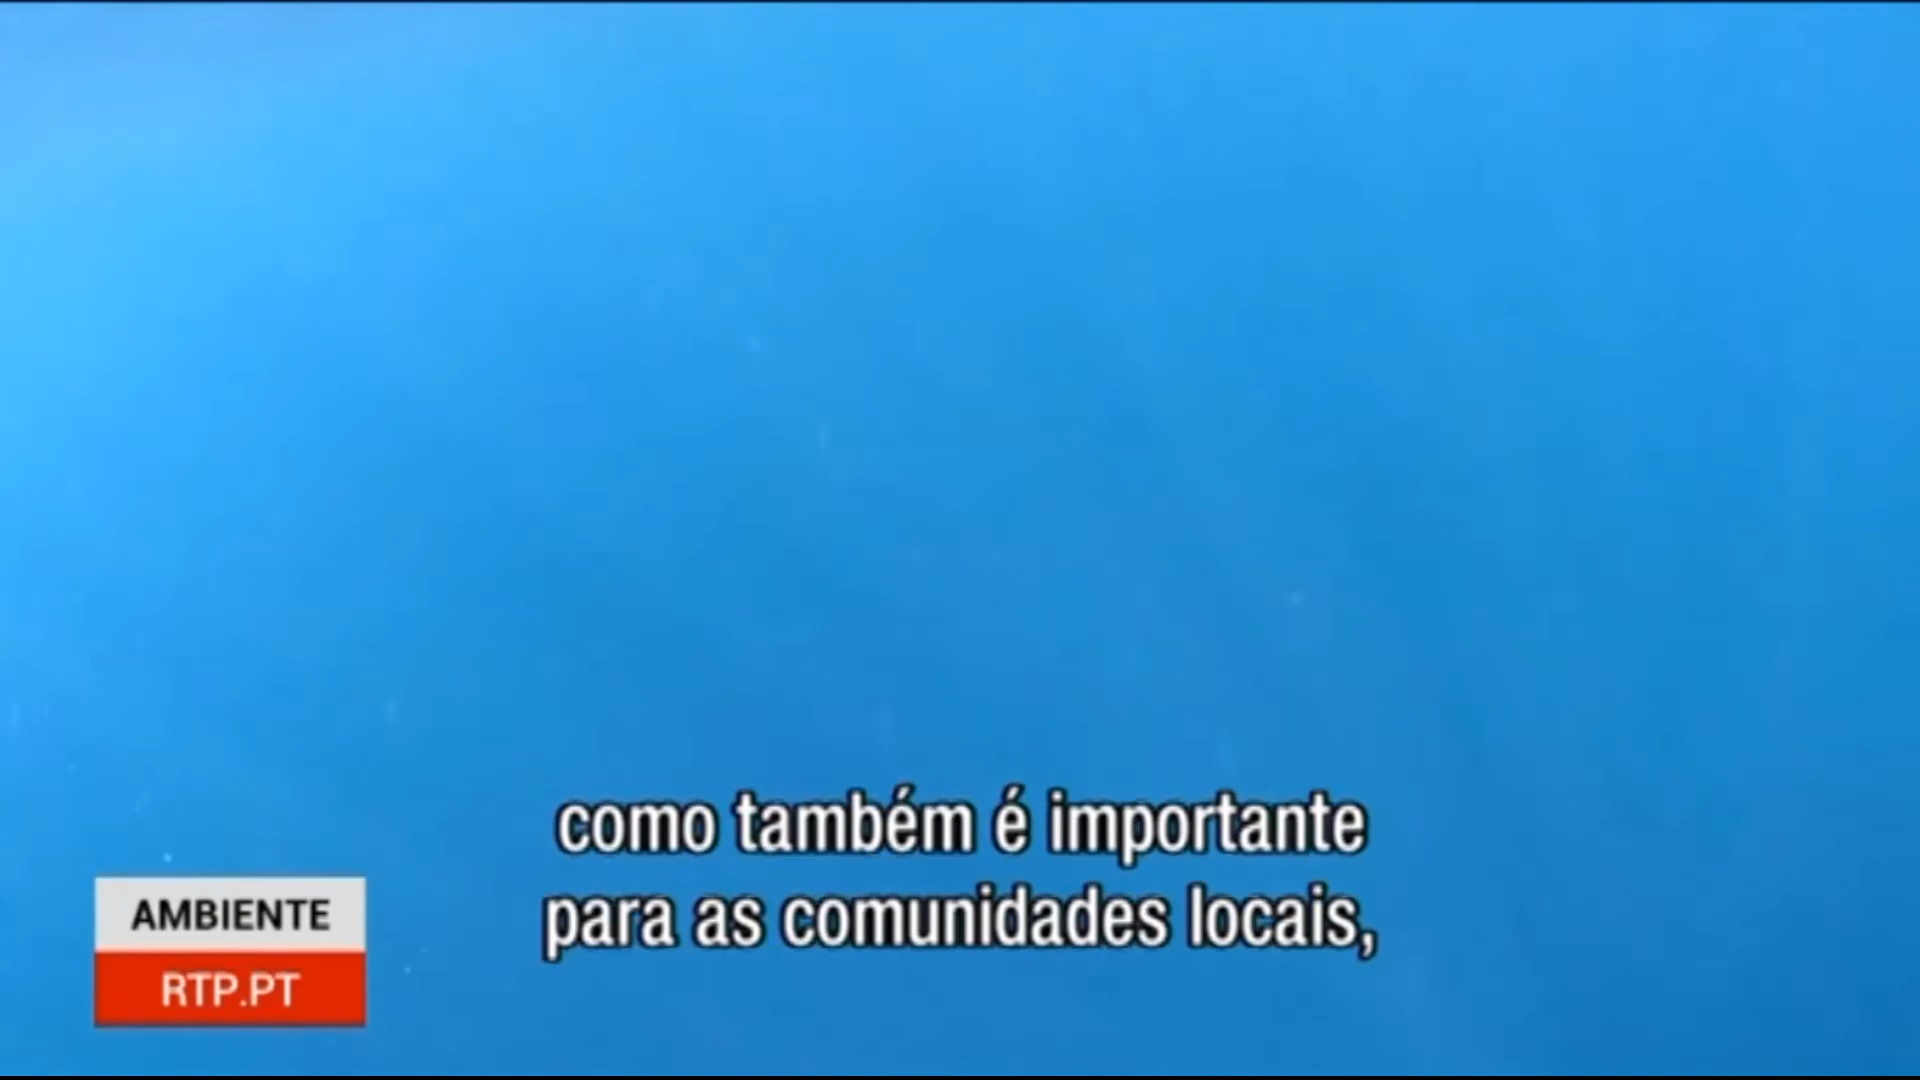 como também é importante
para as comunidades locais,
AMBIENTE
RTP.PT